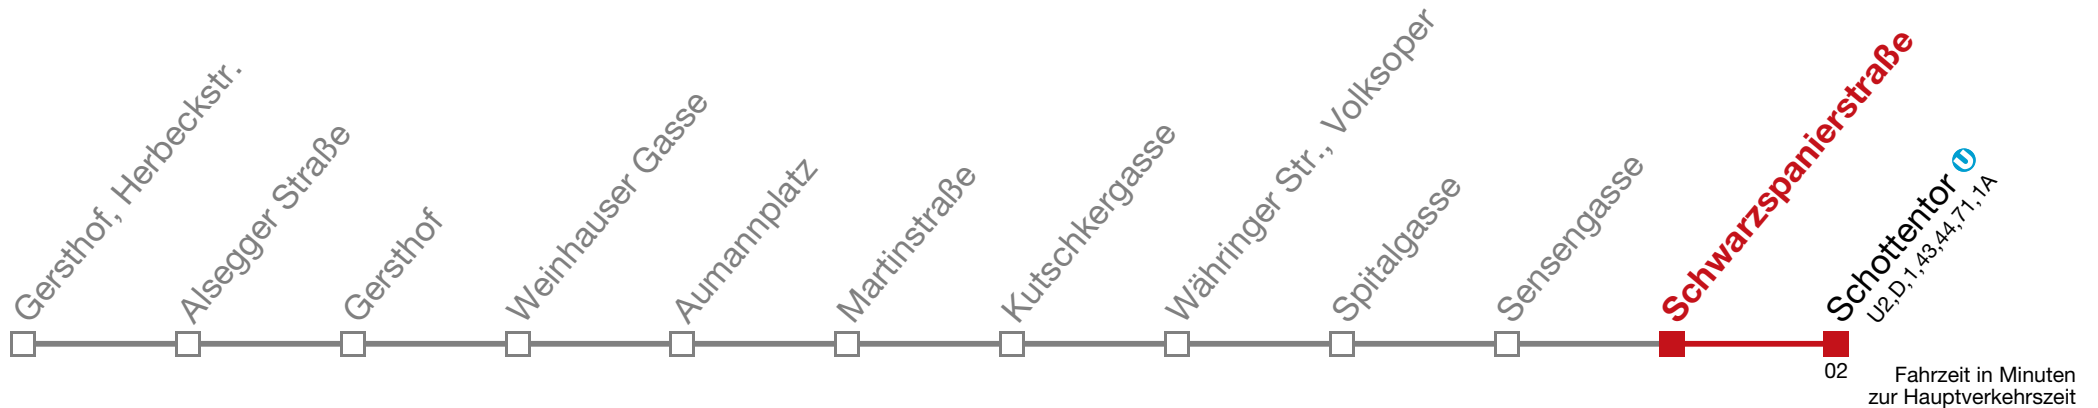 Gersthof, Herbeckstr.
Alsegger Straße
Gersthof
Weinhauser Gasse
Aumannplatz
Martinstraße
Kutschkergasse
Währinger Str., Volksoper
Spitalgasse
Sensengasse
Schwarzspanierstraße
Schottentor U
U2,D,1,43,44,71,1A
02
Fahrzeit in Minuten
zur Hauptverkehrszeit